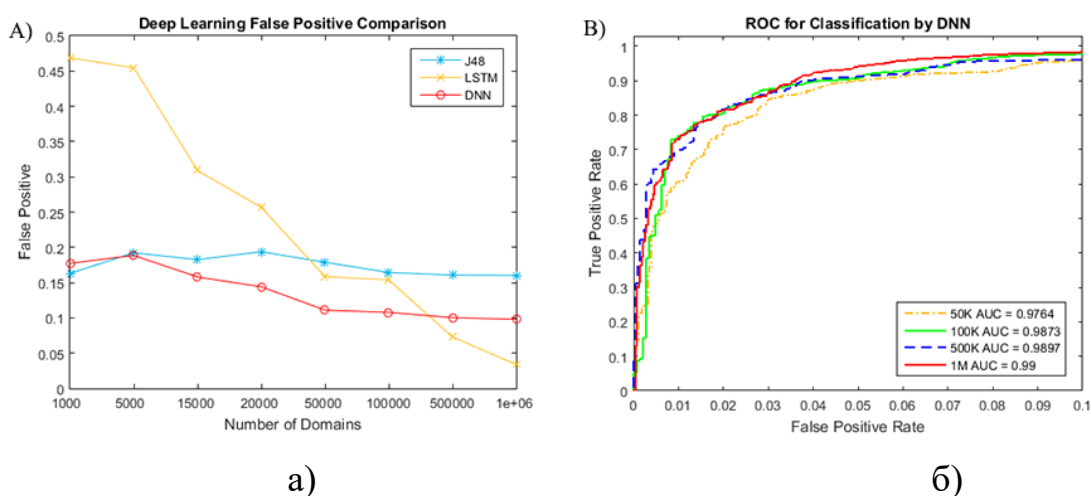 A)
Deep Learning False Positive Comparison
0.5
0.45
0.4
0.35
0.3
0.25
0.2
0.15
0.1
0.05
0
False Positive
J48
LSTM
DNN
1000 5000 15000 20000 50000 100000 500000 1e+06
Number of Domains
а)
B)
ROC for Classification by DNN
1
0.9
0.8
0.7
0.6
0.5
0.4
0.3
0.2
0.1
0
True Positive Rate
50K AUC = 0.9764
100K AUC = 0.9873
500K AUC = 0.9897
1M AUC = 0.99
0 0.01 0.02 0.03 0.04 0.05 0.06 0.07 0.08 0.09 0.1
False Positive Rate
б)